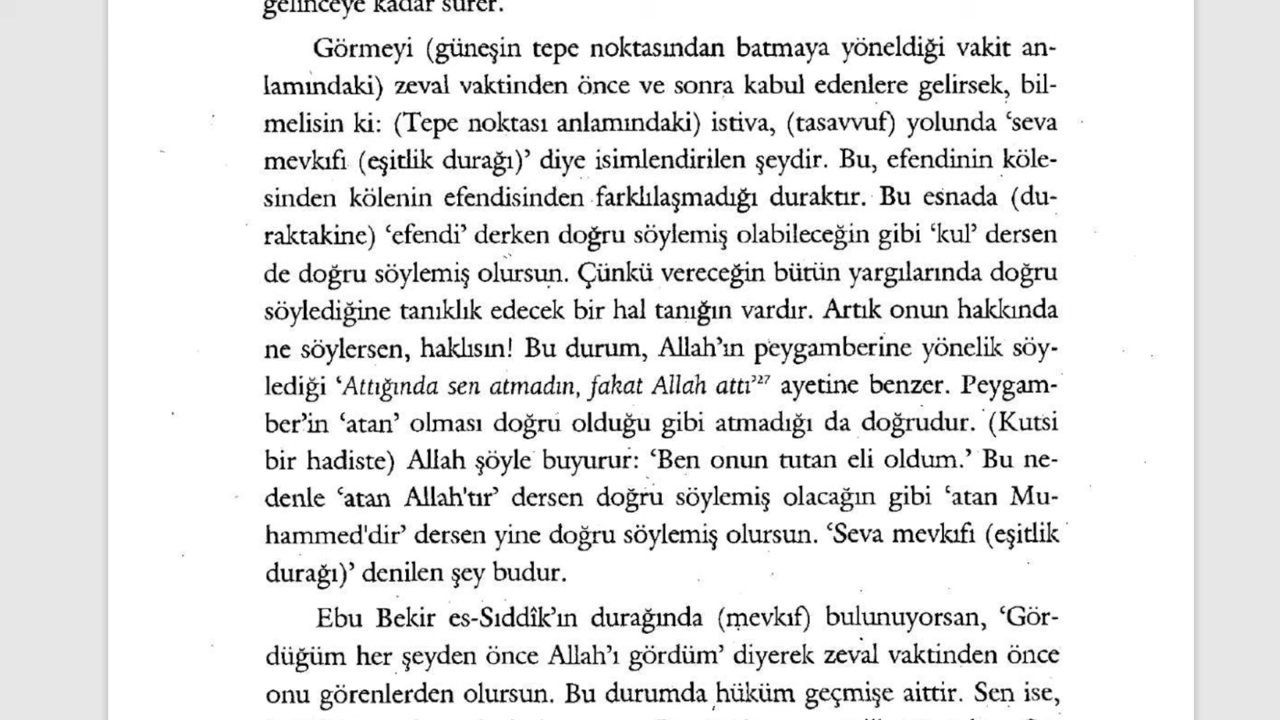 gelinceye kadar sürer.
Görmeyi (güneşin tepe noktasından batmaya yöneldiği vakit an-
lamındaki) zeval vaktinden önce ve sonra kabul edenlere gelirsek, bil-
melisin ki: (Tepe noktası anlamındaki) istiva, (tasavvuf) yolunda ‘seva
mevkıfı (eşitlik durağı)’ diye isimlendirilen şeydir. Bu, efendinin köle-
sinden kölenin efendisinden farklılaşmadığı duraktır. Bu esnada (du-
raktakine) ‘efendi’ derken doğru söylemiş olabileceğin gibi ‘kul’ dersen
de doğru söylemiş olursun. Çünkü vereceğin bütün yargılarında doğru
söylediğine tanıklık edecek bir hal tanığın vardır. Artık onun hakkında
ne söylersen, haklısın! Bu durum, Allah’ın peygamberine yönelik söy-
lediği ‘Attığında sen atmadın, fakat Allah attı’27 ayetine benzer. Peygam-
ber’in ‘atan’ olması doğru olduğu gibi atmadığı da doğrudur. (Kutsi
bir hadiste) Allah şöyle buyurur: ‘Ben onun tutan eli oldum.’ Bu ne-
denle ‘atan Allah'tır’ dersen doğru söylemiş olacağın gibi ‘atan Mu-
hammed'dir’ dersen yine doğru söylemiş olursun. ‘Seva mevkıfı (eşitlik
durağı)’ denilen şey budur.
Ebu Bekir es-Sıddîk’ın durağında (mevkıf) bulunuyorsan, ‘Gör-
düğüm her şeyden önce Allah’ı gördüm’ diyerek zeval vaktinden önce
onu görenlerden olursun. Bu durumda hüküm geçmişe aittir. Sen ise,